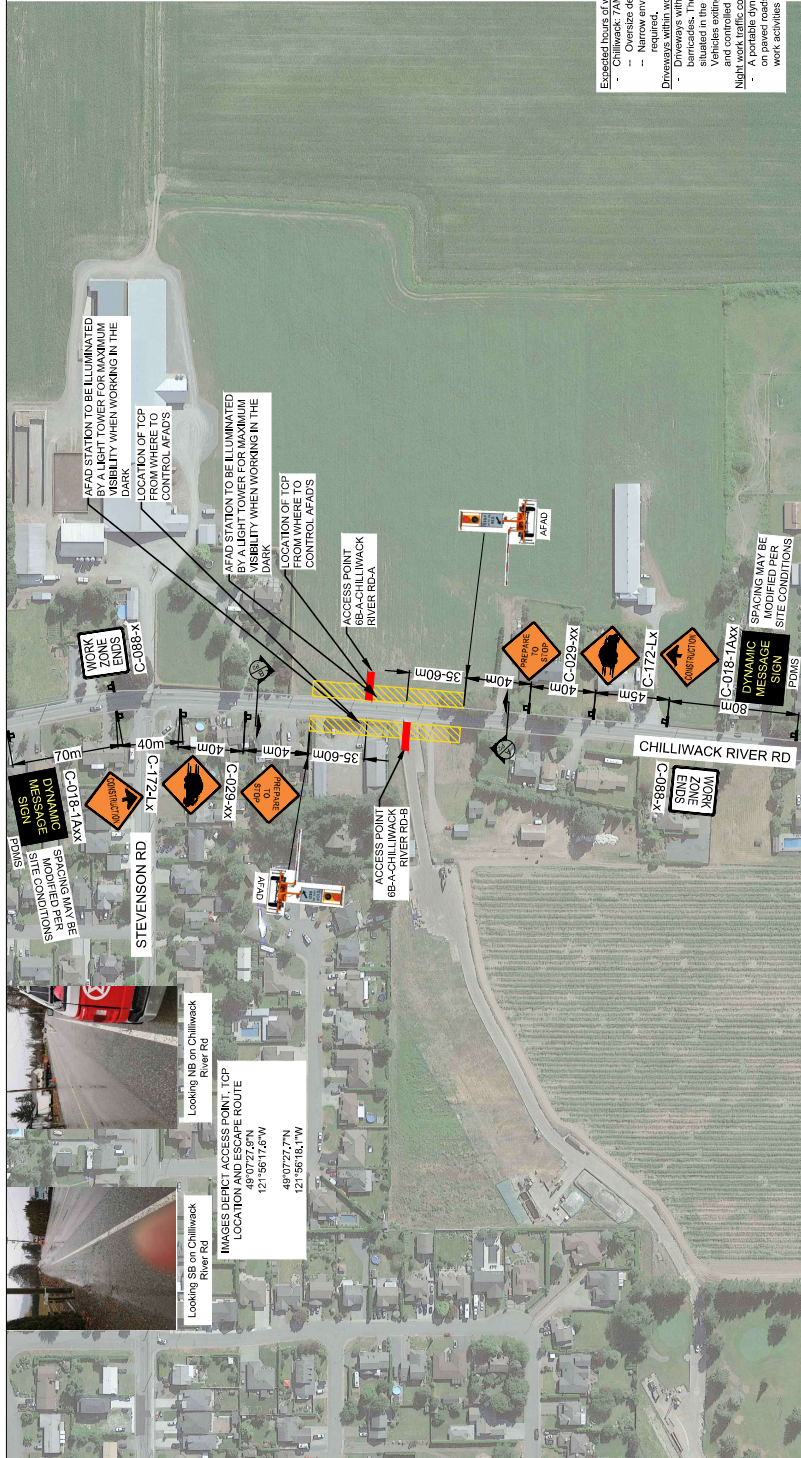 Expected hours of
- Chilliwack: 7AM
-- Oversize de
-- Narrow env
required.
Driveways within wo
- Driveways with
barricades. The
situated in the
Vehicles exiting
and controlled
Night work traffic co
- A portable dyn
on paved roads
work activities
AFAD STATION TO BE ILLUMINATED
BY A LIGHT TOWER FOR MAXIMUM
VISIBILITY WHEN WORKING IN THE
DARK
LOCATION OF TCP
FROM WHERE TO
CONTROL AFAD'S
AFAD STATION TO BE ILLUMINATED
BY A LIGHT TOWER FOR MAXIMUM
VISIBILITY WHEN WORKING IN THE
DARK
LOCATION OF TCP
FROM WHERE TO
CONTROL AFAD'S
ACCESS POINT
6B-A-CHILLIWACK
RIVER RD-A
AFAD
WORK
ZONE
ENDS
C-088-x
35-60m
40m
PREPARE
TO
STOP
C-029-xx
40m
C-172-Lx
45m
CONSTRUCTION
C-018-1Axx
80m
DYNAMIC
MESSAGE
SIGN
PDMS
SPACING MAY BE
MODIFIED PER
SITE CONDITIONS
CHILLIWACK RIVER RD
WORK
ZONE
ENDS
C-088-x
70m
40m
40m
40m
35-60m
DYNAMIC
MESSAGE
SIGN
PDMS
C-018-1Axx
SPACING MAY BE
MODIFIED PER
SITE CONDITIONS
CONSTRUCTION
C-172-Lx
C-029-xx
PREPARE
TO
STOP
STEVENSON RD
AFAD
ACCESS POINT
6B-A-CHILLIWACK
RIVER RD-B
Looking NB on Chilliwack
River Rd
Looking SB on Chilliwack
River Rd
IMAGES DEPICT ACCESS POINT, TCP
LOCATION AND ESCAPE ROUTE
49°07'27.9"N
121°56'17.6"W
49°07'27.7"N
121°56'18.1"W